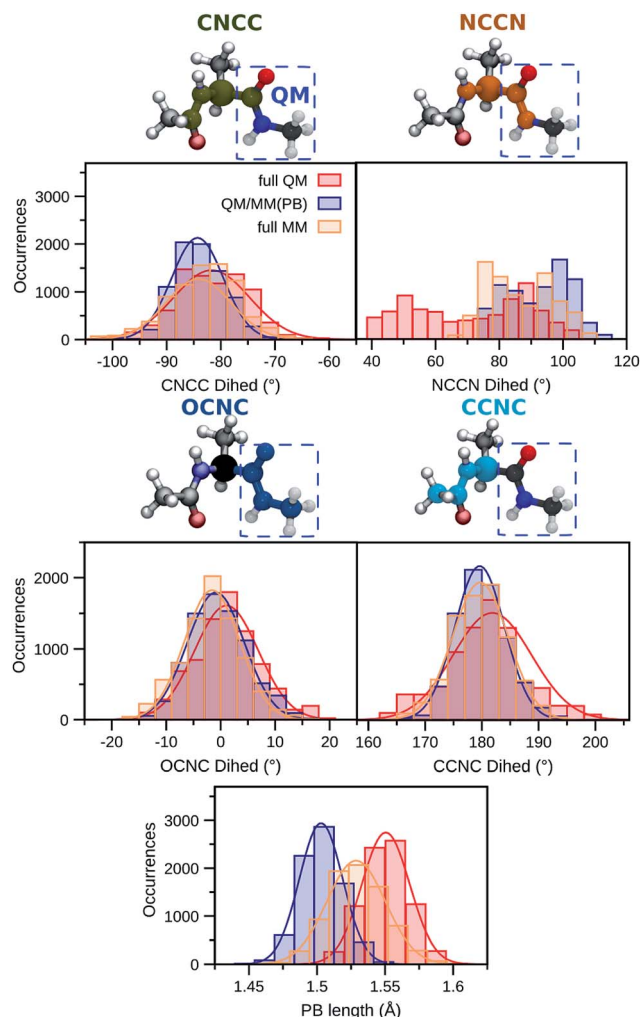 CNCC
NCCN
QM
full QM
QM/MM(PB)
full MM
Occurrences
3000
2000
1000
0
-100 -90 -80 -70 -60
40 60 80 100 120
CNCC Dihed (°)
NCCN Dihed (°)
OCNC
CCNC
Occurrences
2000
1000
0
-20 -10 0 10 20
160 170 180 190 200
OCNC Dihed (°)
CCNC Dihed (°)
Occurrences
3000
2000
1000
0
1.45 1.5 1.55 1.6
PB length (Å)